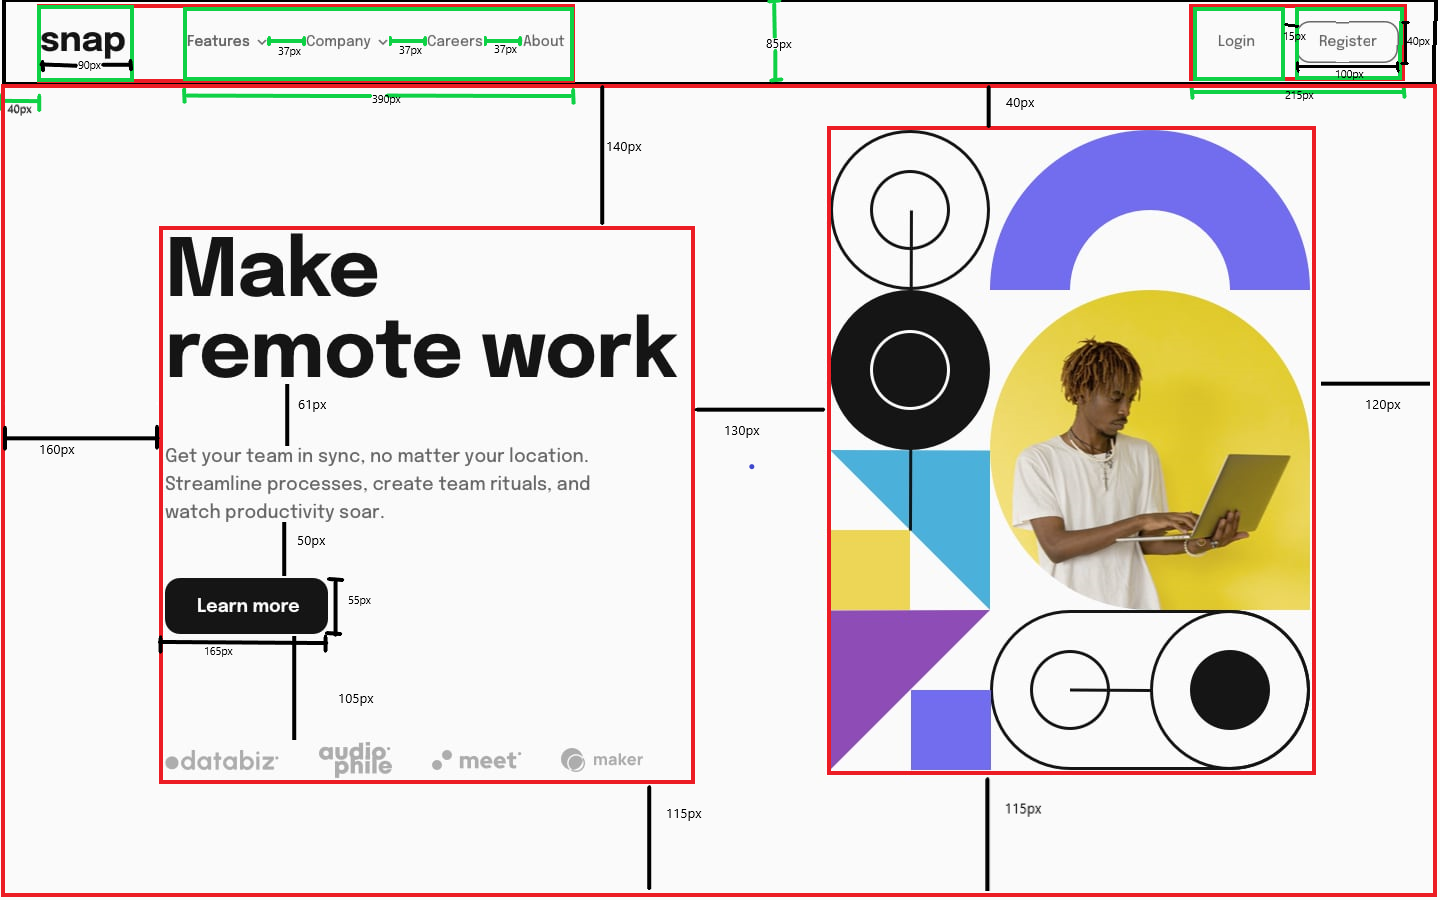 snap
Features Company Careers About
Login Register
90px
37px 37px 37px
85px
15px
40px
100px
40px
390px
215px
140px
40px
Make
remote work
61px
160px
130px
120px
Get your team in sync, no matter your location.
Streamline processes, create team rituals, and
watch productivity soar.
50px
Learn more
55px
165px
105px
databiz
audiophile
meet
maker
115px
115px